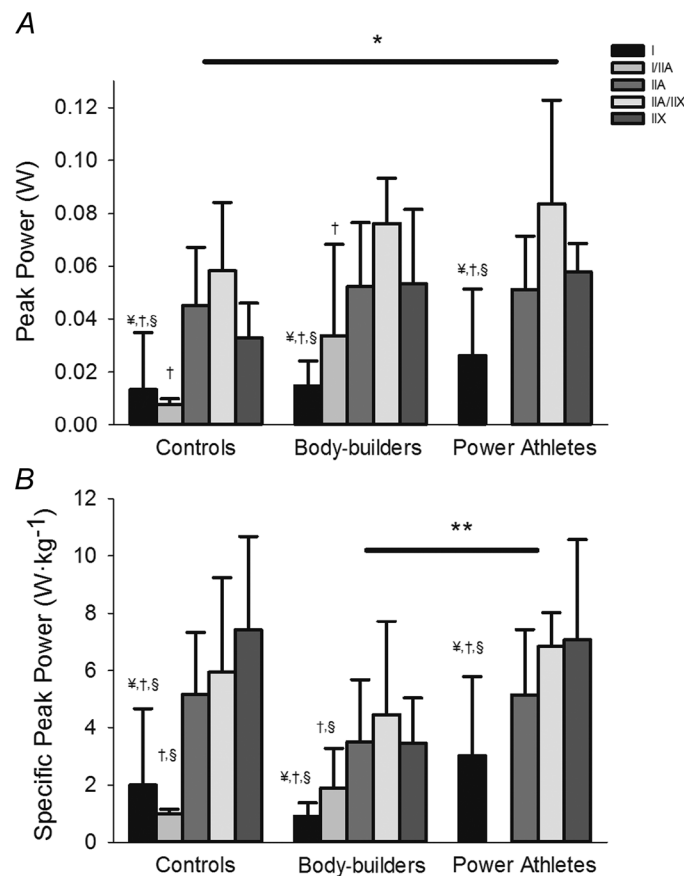 A
*
I
I/IIA
IIA
IIA/IIX
IIX
Peak Power (W)
0.12
0.10
0.08
0.06
0.04
0.02
0.00
¥,†,§
†
¥,†,§
†
¥,†,§
Controls
Body-builders
Power Athletes
B
**
Specific Peak Power (W·kg⁻¹)
12
10
8
6
4
2
0
¥,†,§
†,§
¥,†,§
†,§
¥,†,§
Controls
Body-builders
Power Athletes